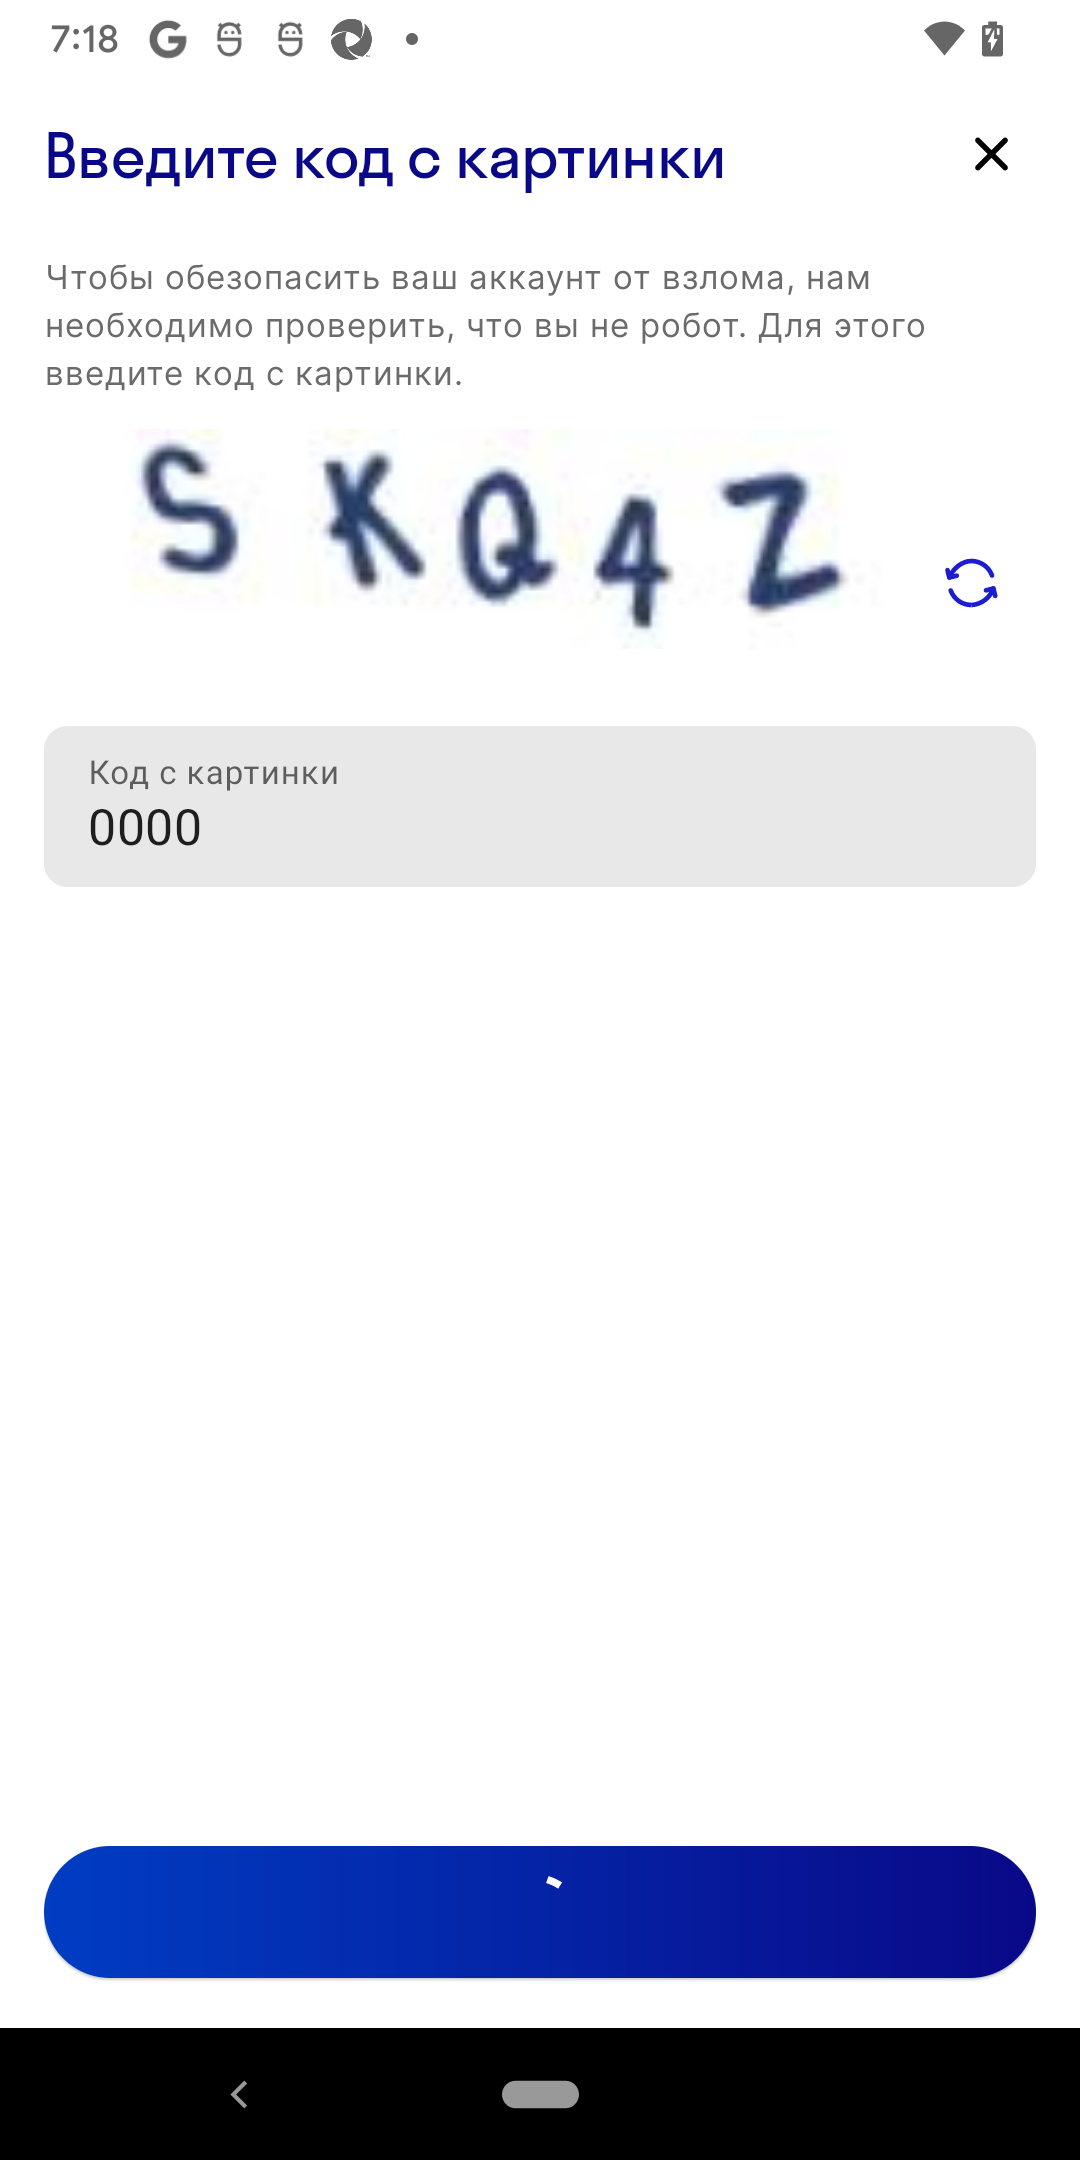 7:18
Введите код с картинки
Чтобы обезопасить ваш аккаунт от взлома, нам
необходимо проверить, что вы не робот. Для этого
введите код с картинки.
S K Q 4 Z
Код с картинки
0000